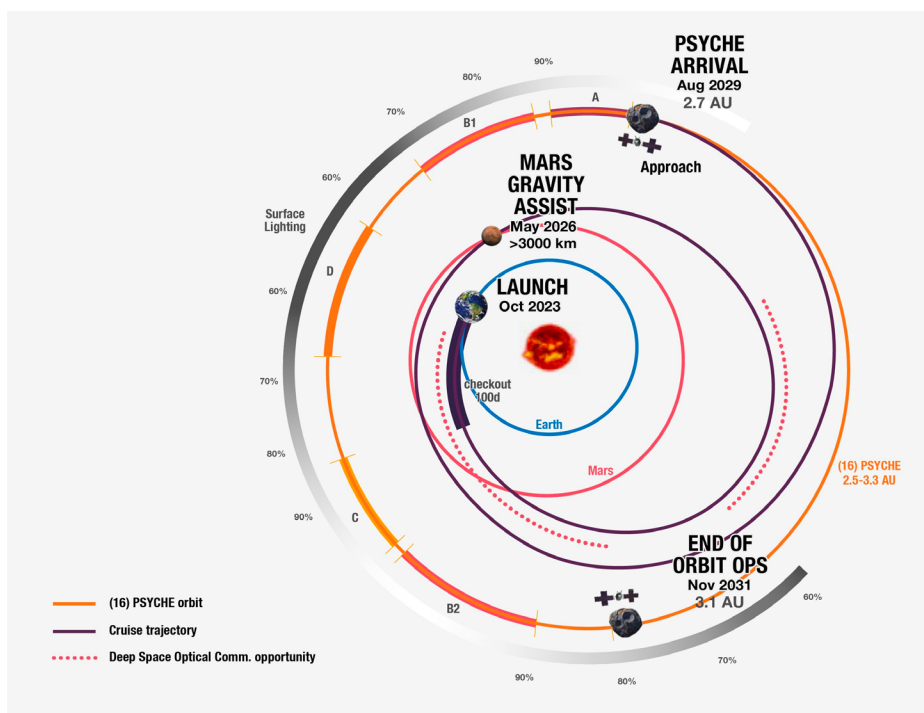 PSYCHE
ARRIVAL
Aug 2029
2.7 AU
90%
80%
A
70%
B1
Approach
MARS
GRAVITY
ASSIST
May 2026
>3000 km
60%
Surface
Lighting
D
LAUNCH
Oct 2023
60%
70%
checkout
100d
Earth
Mars
(16) PSYCHE
2.5-3.3 AU
80%
90%
C
END OF
ORBIT OPS
Nov 2031
3.1 AU
60%
B2
70%
90%
80%
(16) PSYCHE orbit
Cruise trajectory
Deep Space Optical Comm. opportunity